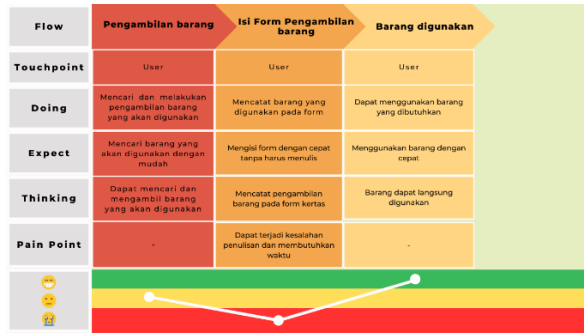 Flow
Pengambilan barang
Isi Form Pengambilan
barang
Barang digunakan
Touchpoint
User
User
User
Doing
Mencari dan melakukan
pengambilan barang
yang akan digunakan
Mencatat barang yang
digunakan pada form
Dapat menggunakan barang
yang dibutuhkan
Expect
Mencari barang yang
akan digunakan dengan
mudah
Mengisi form dengan cepat
tanpa harus menulis
Menggunakan barang dengan
cepat
Thinking
Dapat mencari dan
mengambil barang
yang akan digunakan
Mencatat pengambilan
barang pada form kertas
Barang dapat langsung
digunakan
Pain Point
-
Dapat terjadi kesalahan
penulisan dan membutuhkan
waktu
-